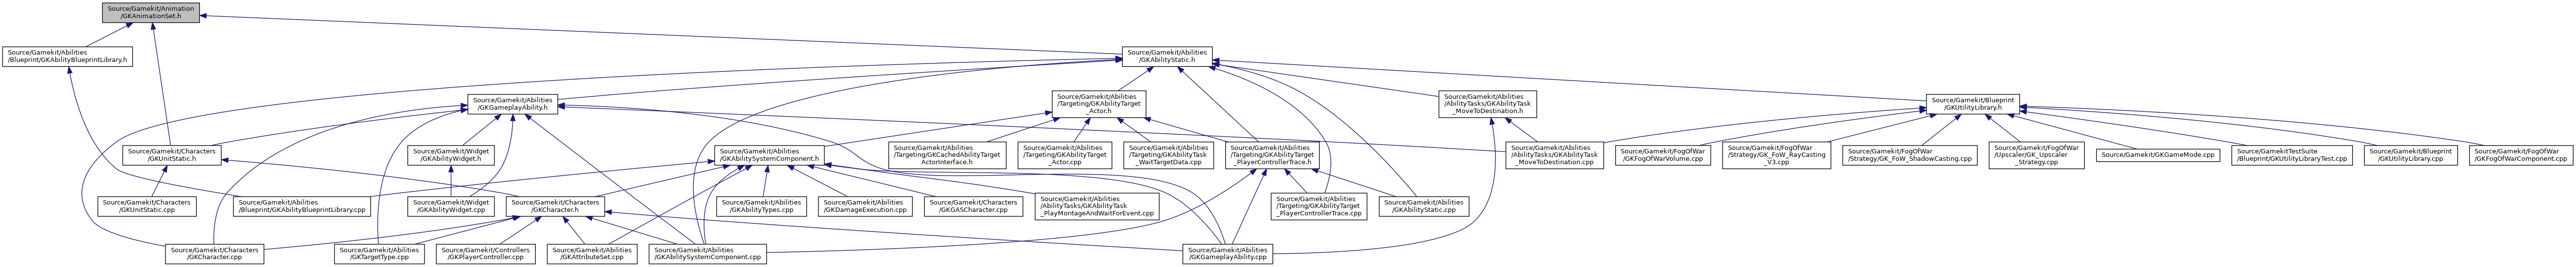 Source/Gamekit/Animation
/GKAnimationSet.h
Source/Gamekit/Abilities
/Blueprint/GKAbilityBlueprintLibrary.h
Source/Gamekit/Abilities
/GKAbilityStatic.h
Source/Gamekit/Abilities
/GKGameplayAbility.h
Source/Gamekit/Abilities
/Targeting/GKAbilityTarget
_Actor.h
Source/Gamekit/Abilities
/AbilityTasks/GKAbilityTask
_MoveToDestination.h
Source/Gamekit/Blueprint
/GKUtilityLibrary.h
Source/Gamekit/Characters
/GKUnitStatic.h
Source/Gamekit/Widget
/GKAbilityWidget.h
Source/Gamekit/Abilities
/GKAbilitySystemComponent.h
Source/Gamekit/Abilities
/Targeting/GKCachedAbilityTarget
ActorInterface.h
Source/Gamekit/Abilities
/Targeting/GKAbilityTarget
_Actor.cpp
Source/Gamekit/Abilities
/Targeting/GKAbilityTask
_WaitTargetData.cpp
Source/Gamekit/Abilities
/Targeting/GKAbilityTarget
_PlayerControllerTrace.h
Source/Gamekit/Abilities
/AbilityTasks/GKAbilityTask
_MoveToDestination.cpp
Source/Gamekit/FogOfWar
/GKFogOfWarVolume.cpp
Source/Gamekit/FogOfWar
/Strategy/GK_FoW_RayCasting
_V3.cpp
Source/Gamekit/FogOfWar
/Strategy/GK_FoW_ShadowCasting.cpp
Source/Gamekit/FogOfWar
/Upscaler/GK_Upscaler
_Strategy.cpp
Source/Gamekit/GKGameMode.cpp
Source/GamekitTestSuite
/Blueprint/GKUtilityLibraryTest.cpp
Source/Gamekit/Blueprint
/GKUtilityLibrary.cpp
Source/Gamekit/FogOfWar
/GKFogOfWarComponent.cpp
Source/Gamekit/Characters
/GKUnitStatic.cpp
Source/Gamekit/Abilities
/Blueprint/GKAbilityBlueprintLibrary.cpp
Source/Gamekit/Widget
/GKAbilityWidget.cpp
Source/Gamekit/Characters
/GKCharacter.h
Source/Gamekit/Abilities
/GKAbilityTypes.cpp
Source/Gamekit/Abilities
/GKDamageExecution.cpp
Source/Gamekit/Characters
/GKGASCharacter.cpp
Source/Gamekit/Abilities
/AbilityTasks/GKAbilityTask
_PlayMontageAndWaitForEvent.cpp
Source/Gamekit/Abilities
/Targeting/GKAbilityTarget
_PlayerControllerTrace.cpp
Source/Gamekit/Abilities
/GKAbilityStatic.cpp
Source/Gamekit/Characters
/GKCharacter.cpp
Source/Gamekit/Abilities
/GKTargetType.cpp
Source/Gamekit/Controllers
/GKPlayerController.cpp
Source/Gamekit/Abilities
/GKAttributeSet.cpp
Source/Gamekit/Abilities
/GKAbilitySystemComponent.cpp
Source/Gamekit/Abilities
/GKGameplayAbility.cpp